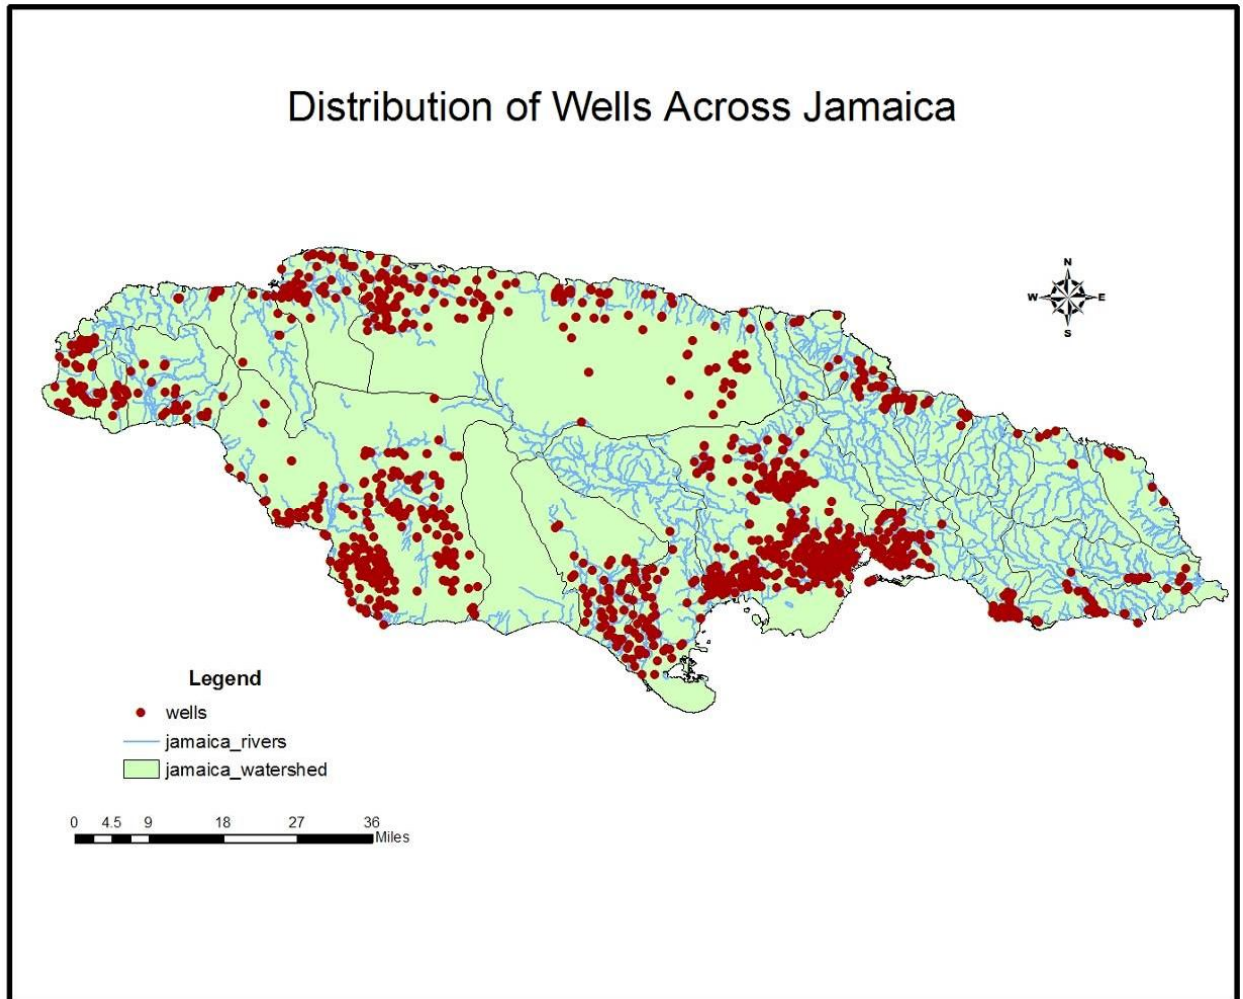 Distribution of Wells Across Jamaica
N
W E
S
Legend
wells
jamaica_rivers
jamaica_watershed
0 4.5 9 18 27 36
Miles